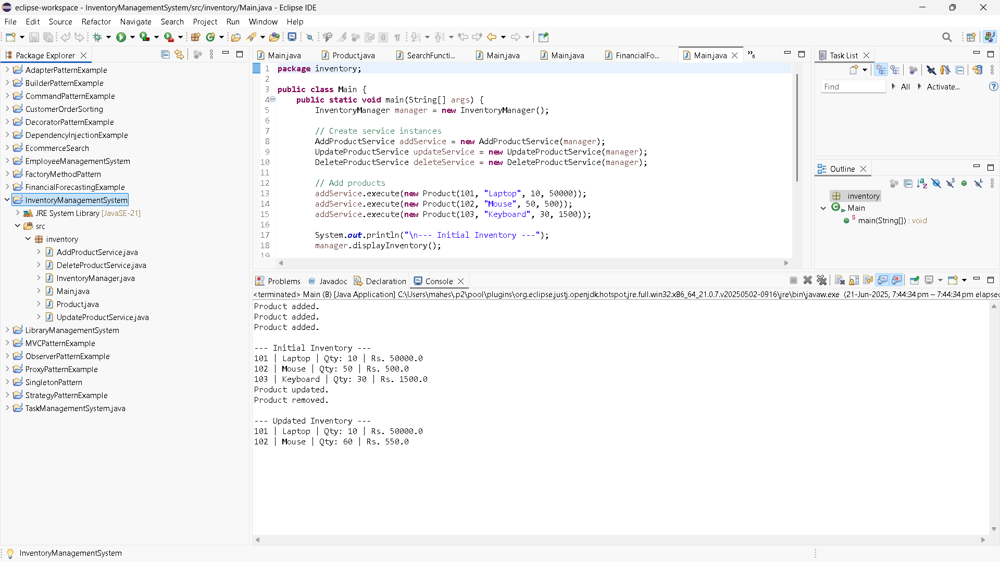 eclipse-workspace - InventoryManagementSystem/src/inventory/Main.java - Eclipse IDE
File Edit Source Refactor Navigate Search Project Run Window Help
Package Explorer
AdapterPatternExample
BuilderPatternExample
CommandPatternExample
CustomerOrderSorting
DecoratorPatternExample
DependencyInjectionExample
EcommerceSearch
EmployeeManagementSystem
FactoryMethodPattern
FinancialForecastingExample
InventoryManagementSystem
JRE System Library [JavaSE-21]
src
inventory
AddProductService.java
DeleteProductService.java
InventoryManager.java
Main.java
Product.java
UpdateProductService.java
LibraryManagementSystem
MVCPatternExample
ObserverPatternExample
ProxyPatternExample
SingletonPattern
StrategyPatternExample
TaskManagementSystem.java
Main.java Product.java SearchFuncti... Main.java Main.java FinancialFo... Main.java »6
1 package inventory;
2
3 public class Main {
4     public static void main(String[] args) {
5         InventoryManager manager = new InventoryManager();
6
7         // Create service instances
8         AddProductService addService = new AddProductService(manager);
9         UpdateProductService updateService = new UpdateProductService(manager);
10         DeleteProductService deleteService = new DeleteProductService(manager);
11
12         // Add products
13         addService.execute(new Product(101, "Laptop", 10, 50000));
14         addService.execute(new Product(102, "Mouse", 50, 500));
15         addService.execute(new Product(103, "Keyboard", 30, 1500));
16
17         System.out.println("\n--- Initial Inventory ---");
18         manager.displayInventory();
19
Task List
Find All Activate...
Outline
inventory
Main
main(String[]) : void
Problems Javadoc Declaration Console
<terminated> Main (8) [Java Application] C:\Users\mahes\.p2\pool\plugins\org.eclipse.justj.openjdk.hotspot.jre.full.win32.x86_64_21.0.7.v20250502-0916\jre\bin\javaw.exe (21-Jun-2025, 7:44:34 pm – 7:44:34 pm elapsed
Product added.
Product added.
Product added.
--- Initial Inventory ---
101 | Laptop | Qty: 10 | Rs. 50000.0
102 | Mouse | Qty: 50 | Rs. 500.0
103 | Keyboard | Qty: 30 | Rs. 1500.0
Product updated.
Product removed.
--- Updated Inventory ---
101 | Laptop | Qty: 10 | Rs. 50000.0
102 | Mouse | Qty: 60 | Rs. 550.0
InventoryManagementSystem